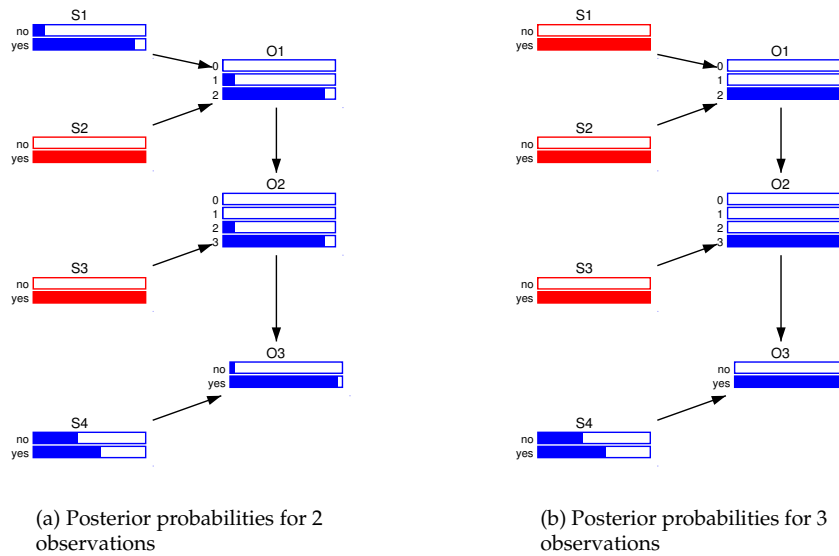 S1
no
yes
O1
0
1
2
S2
no
yes
O2
0
1
2
3
S3
no
yes
O3
no
yes
S4
no
yes
(a) Posterior probabilities for 2
observations
S1
no
yes
O1
0
1
2
S2
no
yes
O2
0
1
2
3
S3
no
yes
O3
no
yes
S4
no
yes
(b) Posterior probabilities for 3
observations